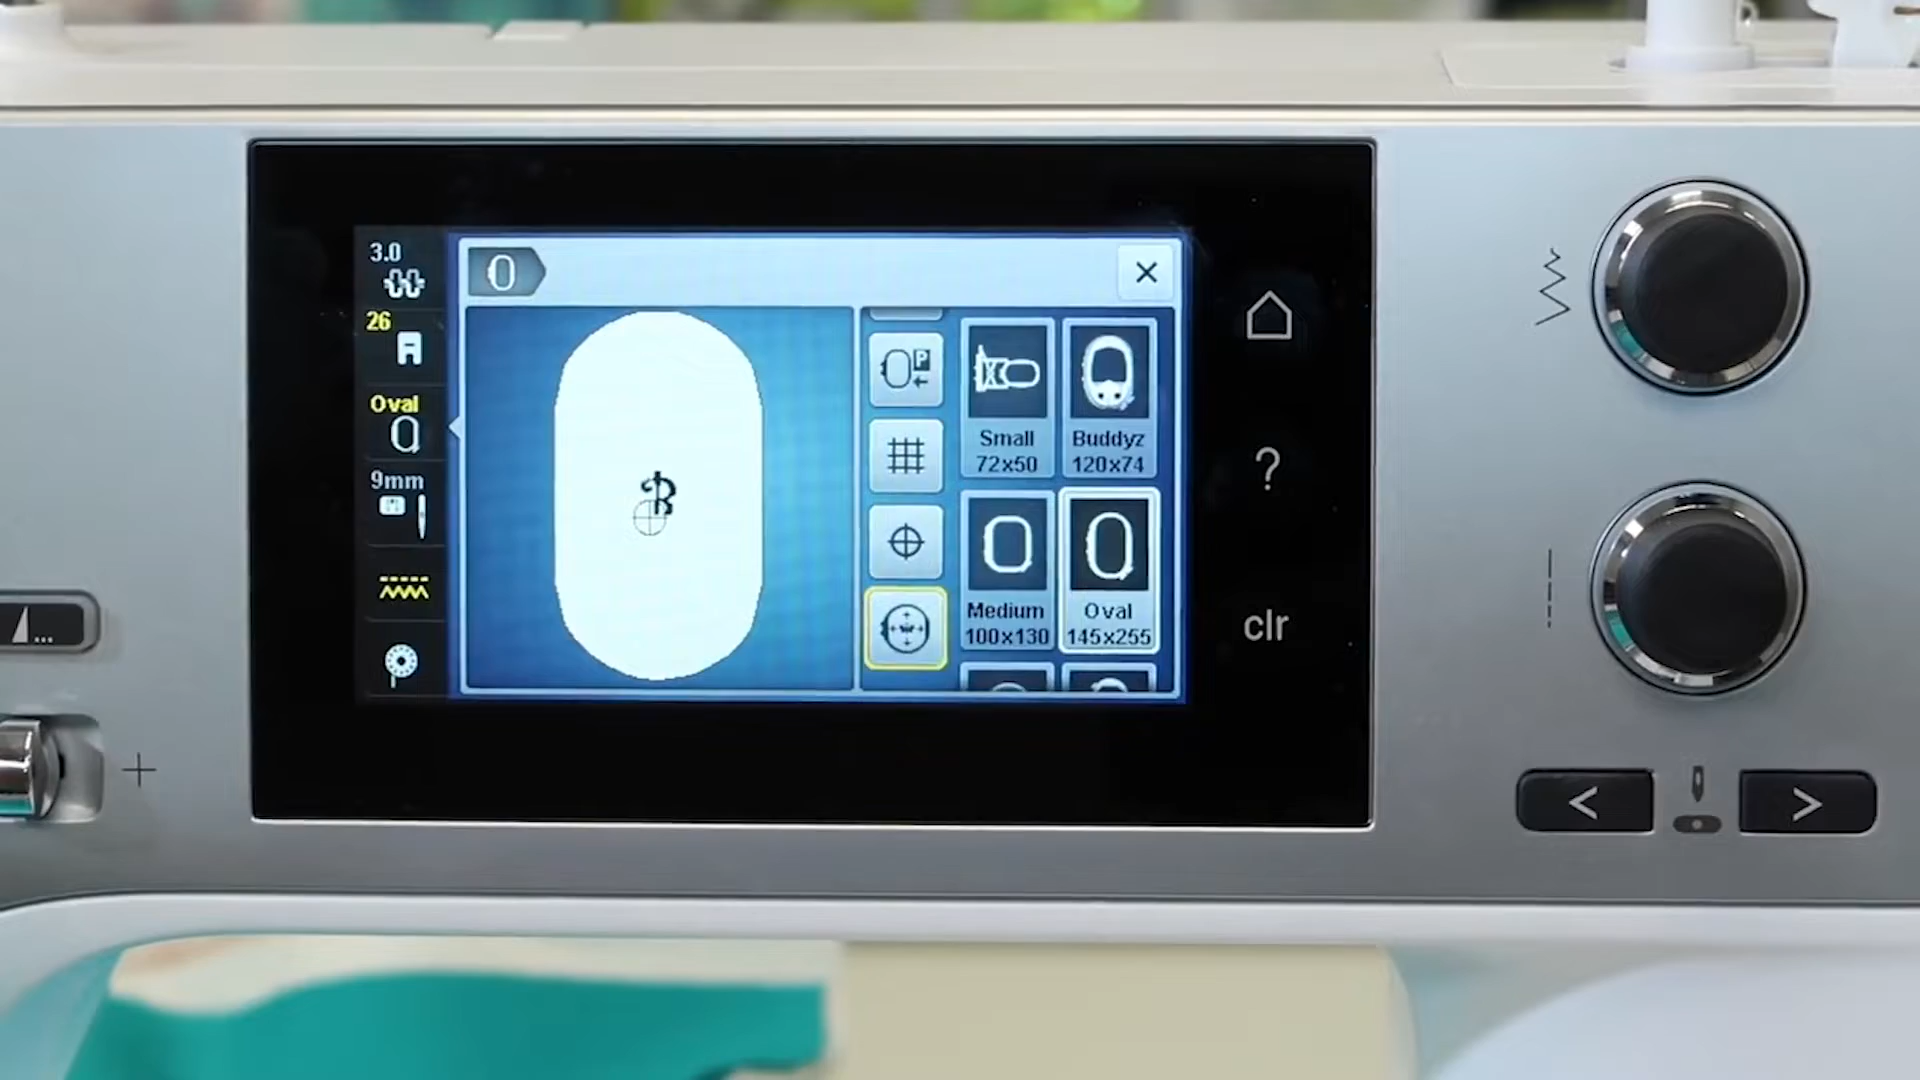 3.0
26
Oval
9mm
P
Small
72x50
Buddyz
120x74
Medium
100x130
Oval
145x255
B
?
clr
...
+
<
>